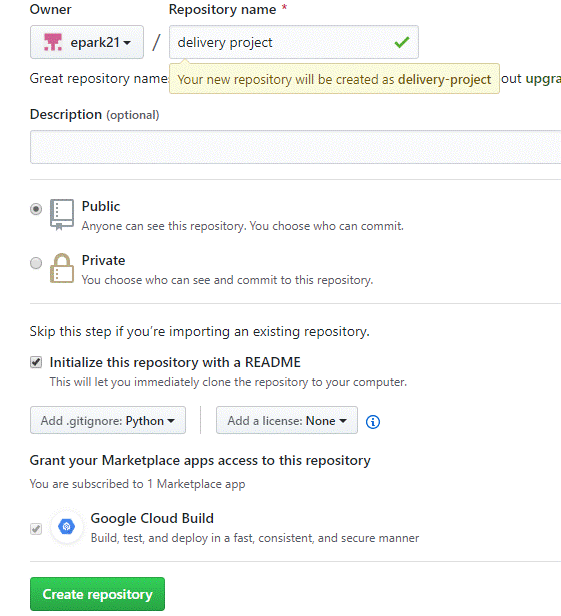 Owner
Repository name *
epark21
/
delivery project
Your new repository will be created as delivery-project
Great repository name out upgra
Description (optional)
Public
Anyone can see this repository. You choose who can commit.
Private
You choose who can see and commit to this repository.
Skip this step if you're importing an existing repository.
Initialize this repository with a README
This will let you immediately clone the repository to your computer.
Add .gitignore: Python
Add a license: None
Grant your Marketplace apps access to this repository
You are subscribed to 1 Marketplace app
Google Cloud Build
Build, test, and deploy in a fast, consistent, and secure manner
Create repository